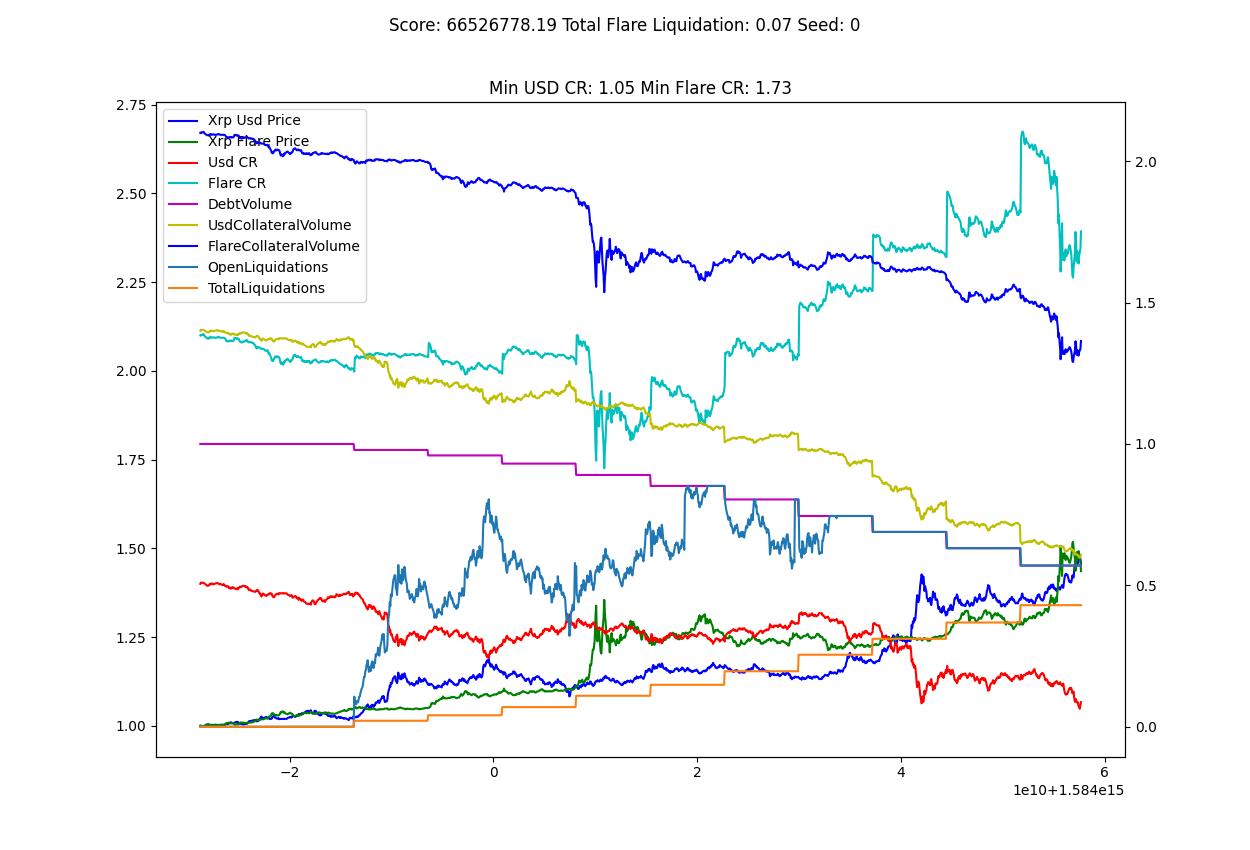 Score: 66526778.19 Total Flare Liquidation: 0.07 Seed: 0
Min USD CR: 1.05 Min Flare CR: 1.73
2.75
2.50
2.25
2.00
1.75
1.50
1.25
1.00
Xrp Usd Price
Xrp Flare Price
Usd CR
Flare CR
DebtVolume
UsdCollateralVolume
FlareCollateralVolume
OpenLiquidations
TotalLiquidations
2.0
1.5
1.0
0.5
0.0
−2 0 2 4 6
1e10+1.584e15